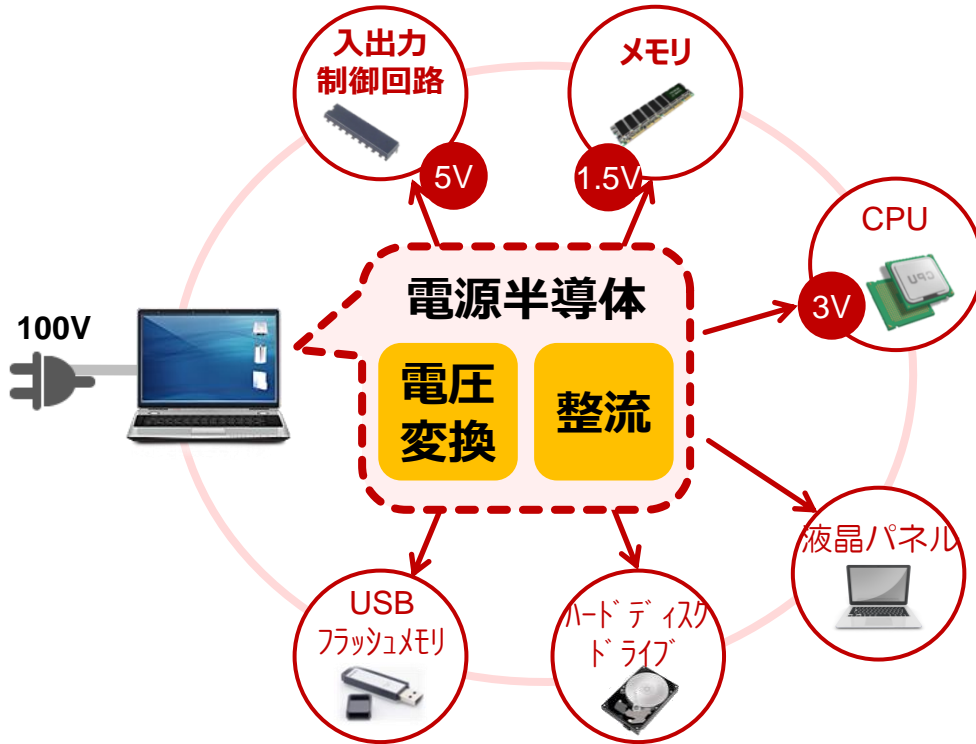 入出力
制御回路
5V
メモリ
1.5V
CPU
3V
100V
電源半導体
電圧
変換
整流
液晶パネル
USB
フラッシュメモリ
ハードディスク
ドライブ
CPU